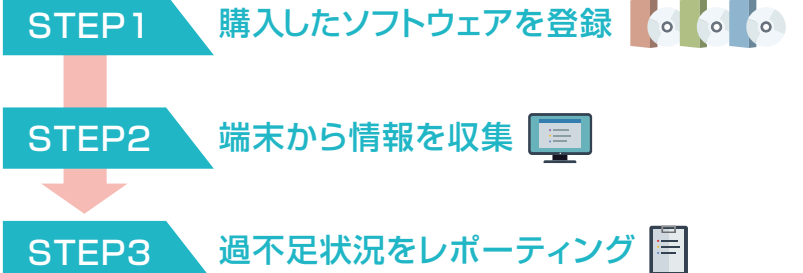 STEP1 購入したソフトウェアを登録
STEP2 端末から情報を収集
STEP3 過不足状況をレポーティング